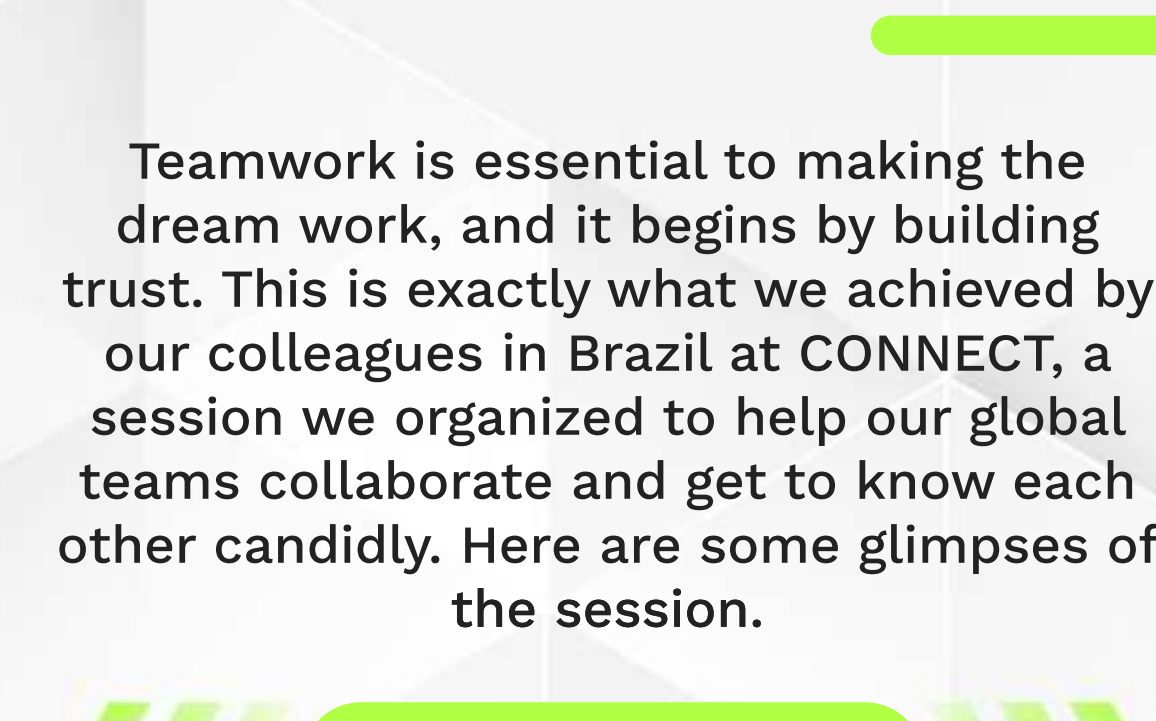 Teamwork is essential to making the
dream work, and it begins by building
trust. This is exactly what we achieved by
our colleagues in Brazil at CONNECT, a
session we organized to help our global
teams collaborate and get to know each
other candidly. Here are some glimpses of
the session.